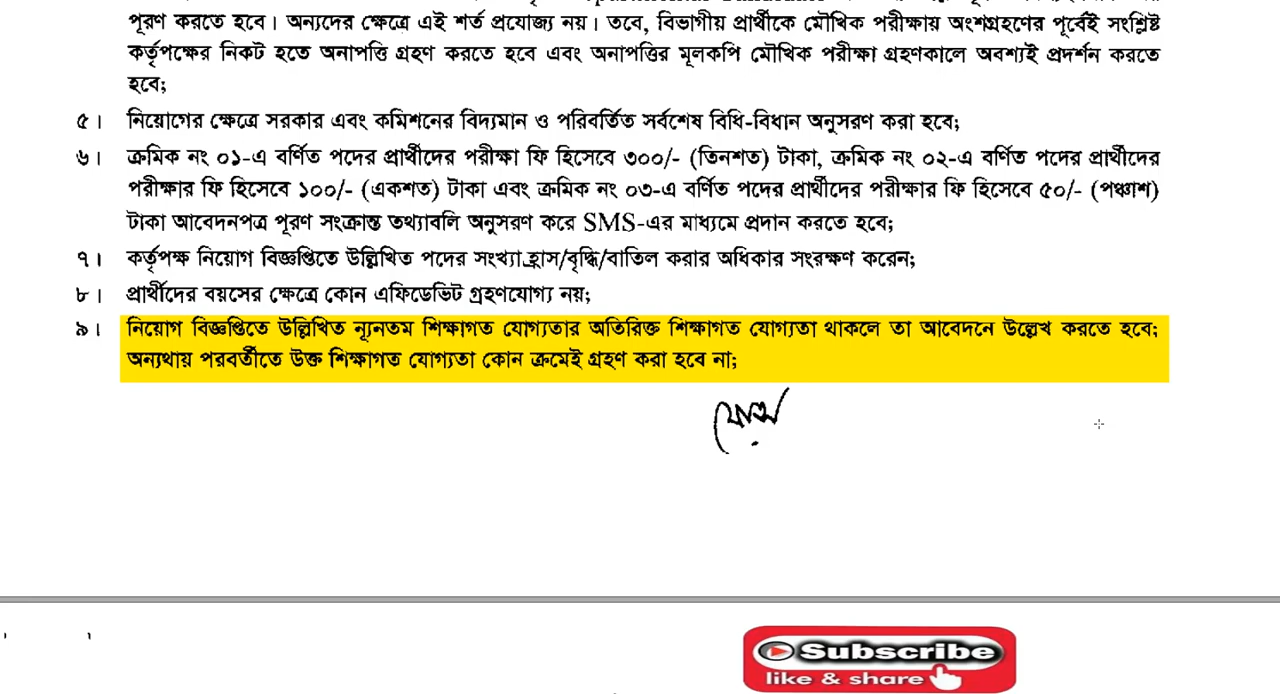 পূরণ করতে হবে। অন্যদের ক্ষেত্রে এই শর্ত প্রযোজ্য নয়। তবে, বিভাগীয় প্রার্থীকে মৌখিক পরীক্ষায় অংশগ্রহণের পূর্বেই সংশ্লিষ্ট
কর্তৃপক্ষের নিকট হতে অনাপত্তি গ্রহণ করতে হবে এবং অনাপত্তির মূলকপি মৌখিক পরীক্ষা গ্রহণকালে অবশ্যই প্রদর্শন করতে
হবে;
৫। নিয়োগের ক্ষেত্রে সরকার এবং কমিশনের বিদ্যমান ও পরিবর্তিত সর্বশেষ বিধি-বিধান অনুসরণ করা হবে;
৬। ক্রমিক নং ০১-এ বর্ণিত পদের প্রার্থীদের পরীক্ষা ফি হিসেবে ৩০০/- (তিনশত) টাকা, ক্রমিক নং ০২-এ বর্ণিত পদের প্রার্থীদের
পরীক্ষার ফি হিসেবে ১০০/- (একশত) টাকা এবং ক্রমিক নং ০৩-এ বর্ণিত পদের প্রার্থীদের পরীক্ষার ফি হিসেবে ৫০/- (পঞ্চাশ)
টাকা আবেদনপত্র পূরণ সংক্রান্ত তথ্যাবলি অনুসরণ করে SMS-এর মাধ্যমে প্রদান করতে হবে;
৭। কর্তৃপক্ষ নিয়োগ বিজ্ঞপ্তিতে উল্লিখিত পদের সংখ্যা হ্রাস/বৃদ্ধি/বাতিল করার অধিকার সংরক্ষণ করেন;
৮। প্রার্থীদের বয়সের ক্ষেত্রে কোন এফিডেভিট গ্রহণযোগ্য নয়;
৯। নিয়োগ বিজ্ঞপ্তিতে উল্লিখিত ন্যূনতম শিক্ষাগত যোগ্যতার অতিরিক্ত শিক্ষাগত যোগ্যতা থাকলে তা আবেদনে উল্লেখ করতে হবে;
অন্যথায় পরবর্তীতে উক্ত শিক্ষাগত যোগ্যতা কোন ক্রমেই গ্রহণ করা হবে না;
Subscribe
like & share